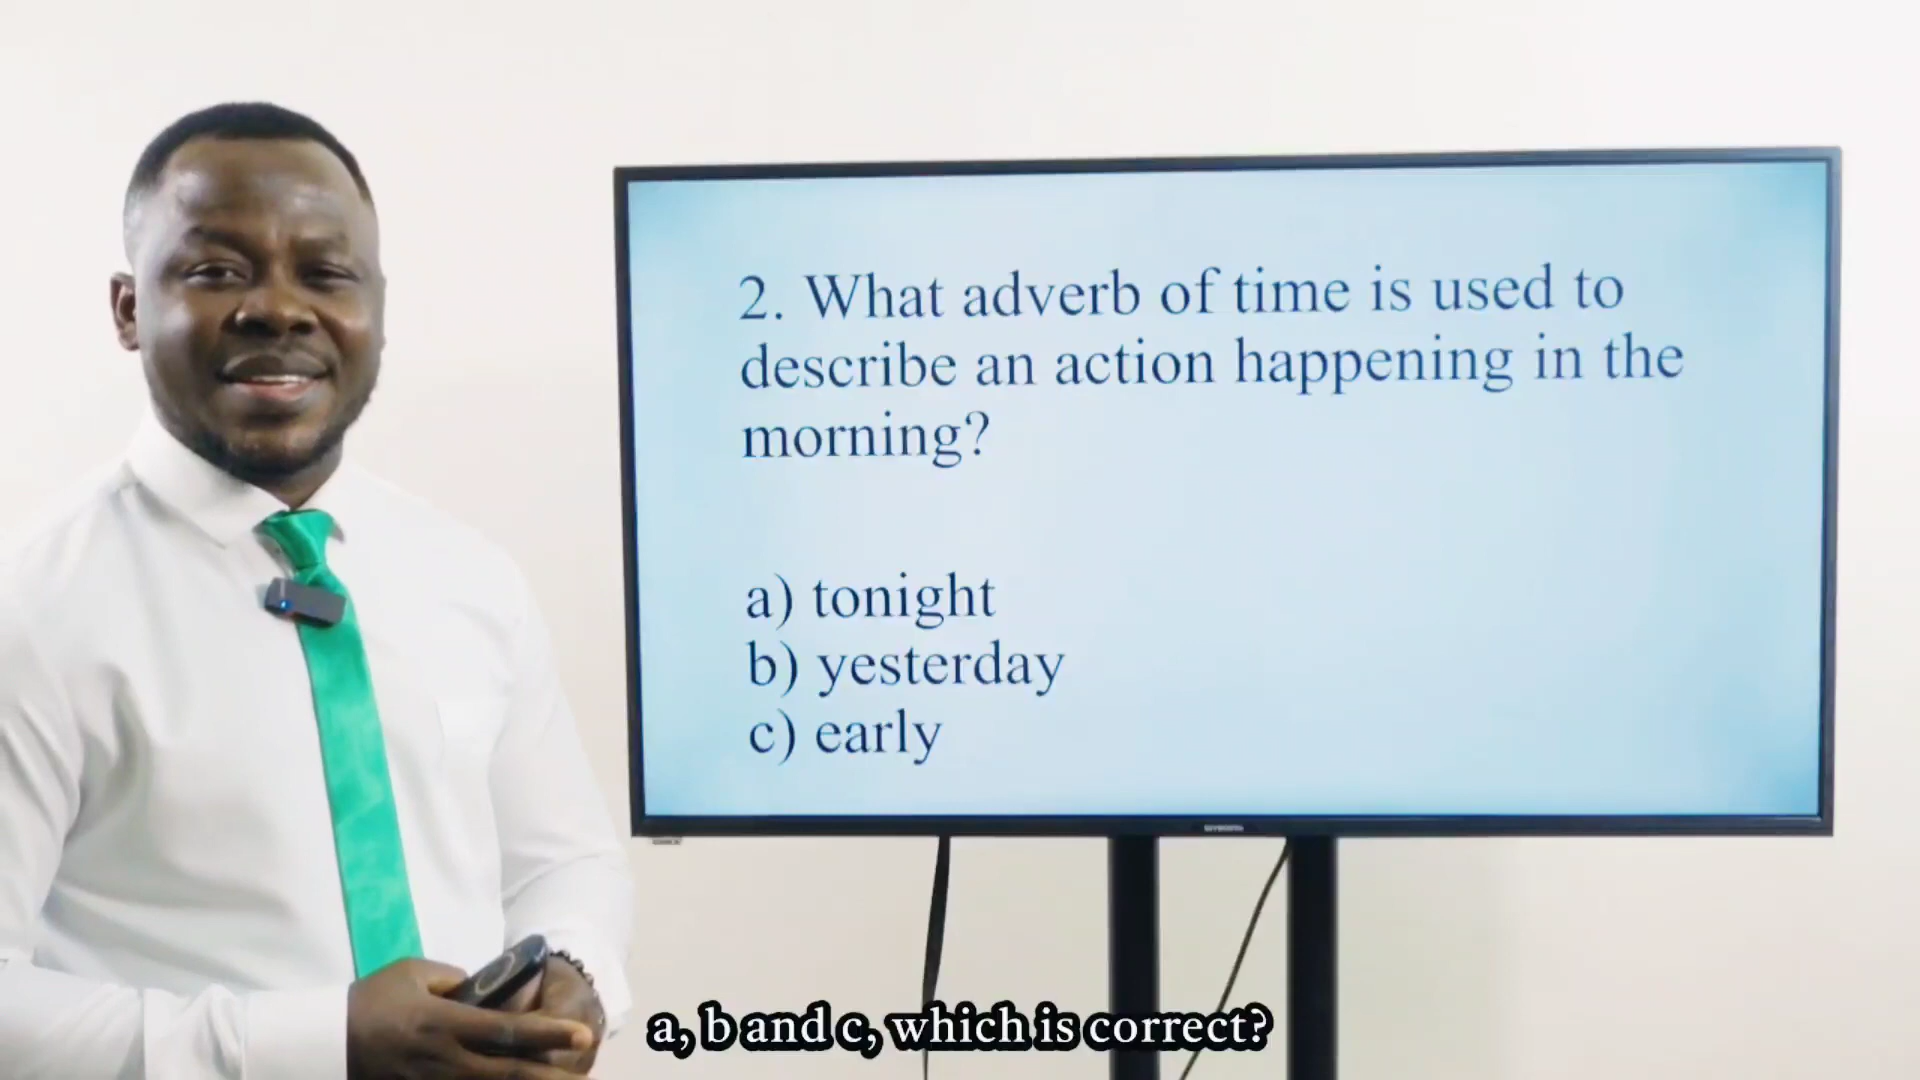 2. What adverb of time is used to
describe an action happening in the
morning?
a) tonight
b) yesterday
c) early
a, b and c, which is correct?